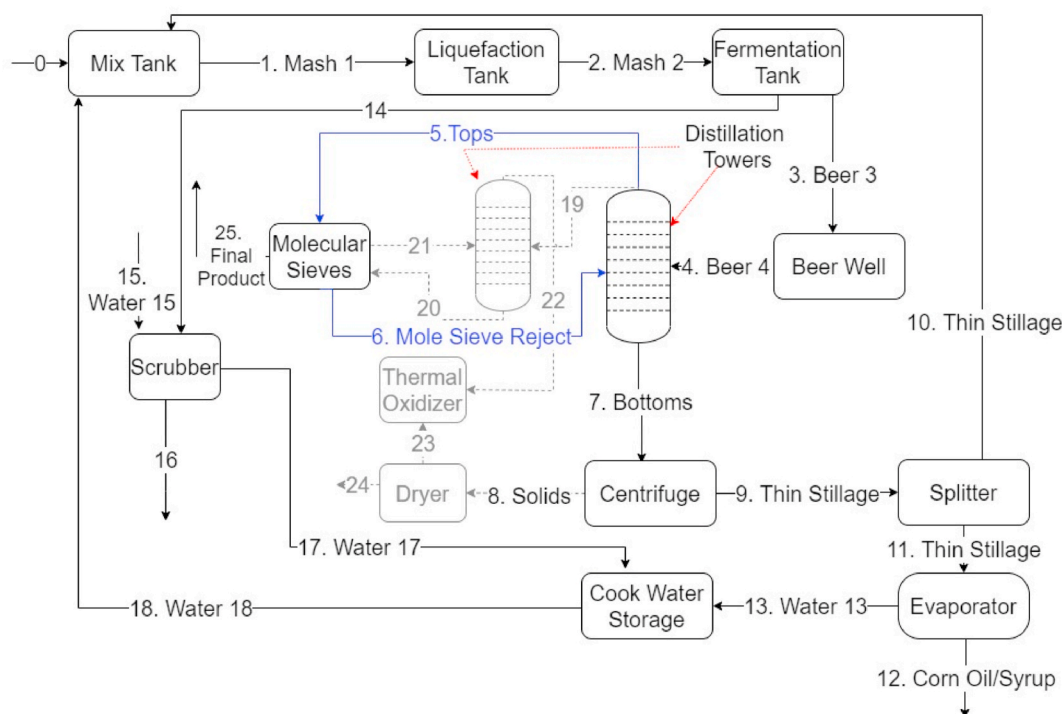 0
Mix Tank
1. Mash 1
Liquefaction
Tank
2. Mash 2
Fermentation
Tank
14
5.Tops
Distillation
Towers
3. Beer 3
19
25.
Final
Product
Molecular
Sieves
21
4. Beer 4
Beer Well
15.
Water 15
20
22
10. Thin Stillage
6. Mole Sieve Reject
Scrubber
Thermal
Oxidizer
7. Bottoms
16
23
24
Dryer
8. Solids
Centrifuge
9. Thin Stillage
Splitter
17. Water 17
11. Thin Stillage
18. Water 18
Cook Water
Storage
13. Water 13
Evaporator
12. Corn Oil/Syrup